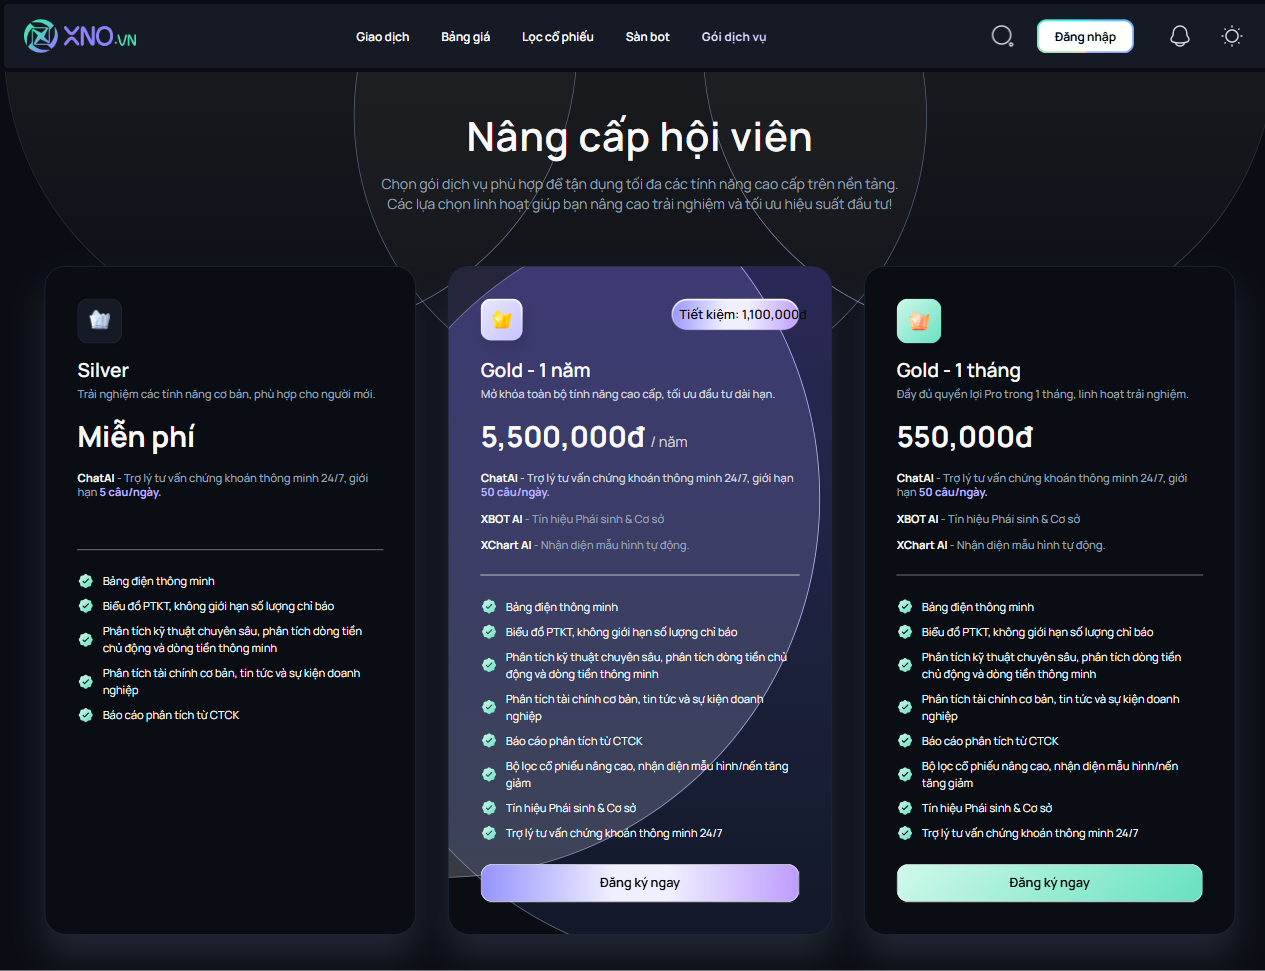 XNO.VN
Giao dịch
Bảng giá
Lọc cổ phiếu
Sàn bot
Gói dịch vụ
Đăng nhập
Nâng cấp hội viên
Chọn gói dịch vụ phù hợp để tận dụng tối đa các tính năng cao cấp trên nền tảng.
Các lựa chọn linh hoạt giúp bạn nâng cao trải nghiệm và tối ưu hiệu suất đầu tư!
Silver
Trải nghiệm các tính năng cơ bản, phù hợp cho người mới.
Miễn phí
ChatAI - Trợ lý tư vấn chứng khoán thông minh 24/7, giới
hạn 5 câu/ngày.
Bảng điện thông minh
Biểu đồ PTKT, không giới hạn số lượng chỉ báo
Phân tích kỹ thuật chuyên sâu, phân tích dòng tiền
chủ động và dòng tiền thông minh
Phân tích tài chính cơ bản, tin tức và sự kiện doanh
nghiệp
Báo cáo phân tích từ CTCK
Tiết kiệm: 1,100,000đ
Gold - 1 năm
Mở khóa toàn bộ tính năng cao cấp, tối ưu đầu tư dài hạn.
5,500,000đ / năm
ChatAI - Trợ lý tư vấn chứng khoán thông minh 24/7, giới hạn
50 câu/ngày.
XBOT AI - Tín hiệu Phái sinh & Cơ sở
XChart AI - Nhận diện mẫu hình tự động.
Bảng điện thông minh
Biểu đồ PTKT, không giới hạn số lượng chỉ báo
Phân tích kỹ thuật chuyên sâu, phân tích dòng tiền chủ
động và dòng tiền thông minh
Phân tích tài chính cơ bản, tin tức và sự kiện doanh
nghiệp
Báo cáo phân tích từ CTCK
Bộ lọc cổ phiếu nâng cao, nhận diện mẫu hình/nến tăng
giảm
Tín hiệu Phái sinh & Cơ sở
Trợ lý tư vấn chứng khoán thông minh 24/7
Đăng ký ngay
Gold - 1 tháng
Đầy đủ quyền lợi Pro trong 1 tháng, linh hoạt trải nghiệm.
550,000đ
ChatAI - Trợ lý tư vấn chứng khoán thông minh 24/7, giới
hạn 50 câu/ngày.
XBOT AI - Tín hiệu Phái sinh & Cơ sở
XChart AI - Nhận diện mẫu hình tự động.
Bảng điện thông minh
Biểu đồ PTKT, không giới hạn số lượng chỉ báo
Phân tích kỹ thuật chuyên sâu, phân tích dòng tiền
chủ động và dòng tiền thông minh
Phân tích tài chính cơ bản, tin tức và sự kiện doanh
nghiệp
Báo cáo phân tích từ CTCK
Bộ lọc cổ phiếu nâng cao, nhận diện mẫu hình/nến
tăng giảm
Tín hiệu Phái sinh & Cơ sở
Trợ lý tư vấn chứng khoán thông minh 24/7
Đăng ký ngay